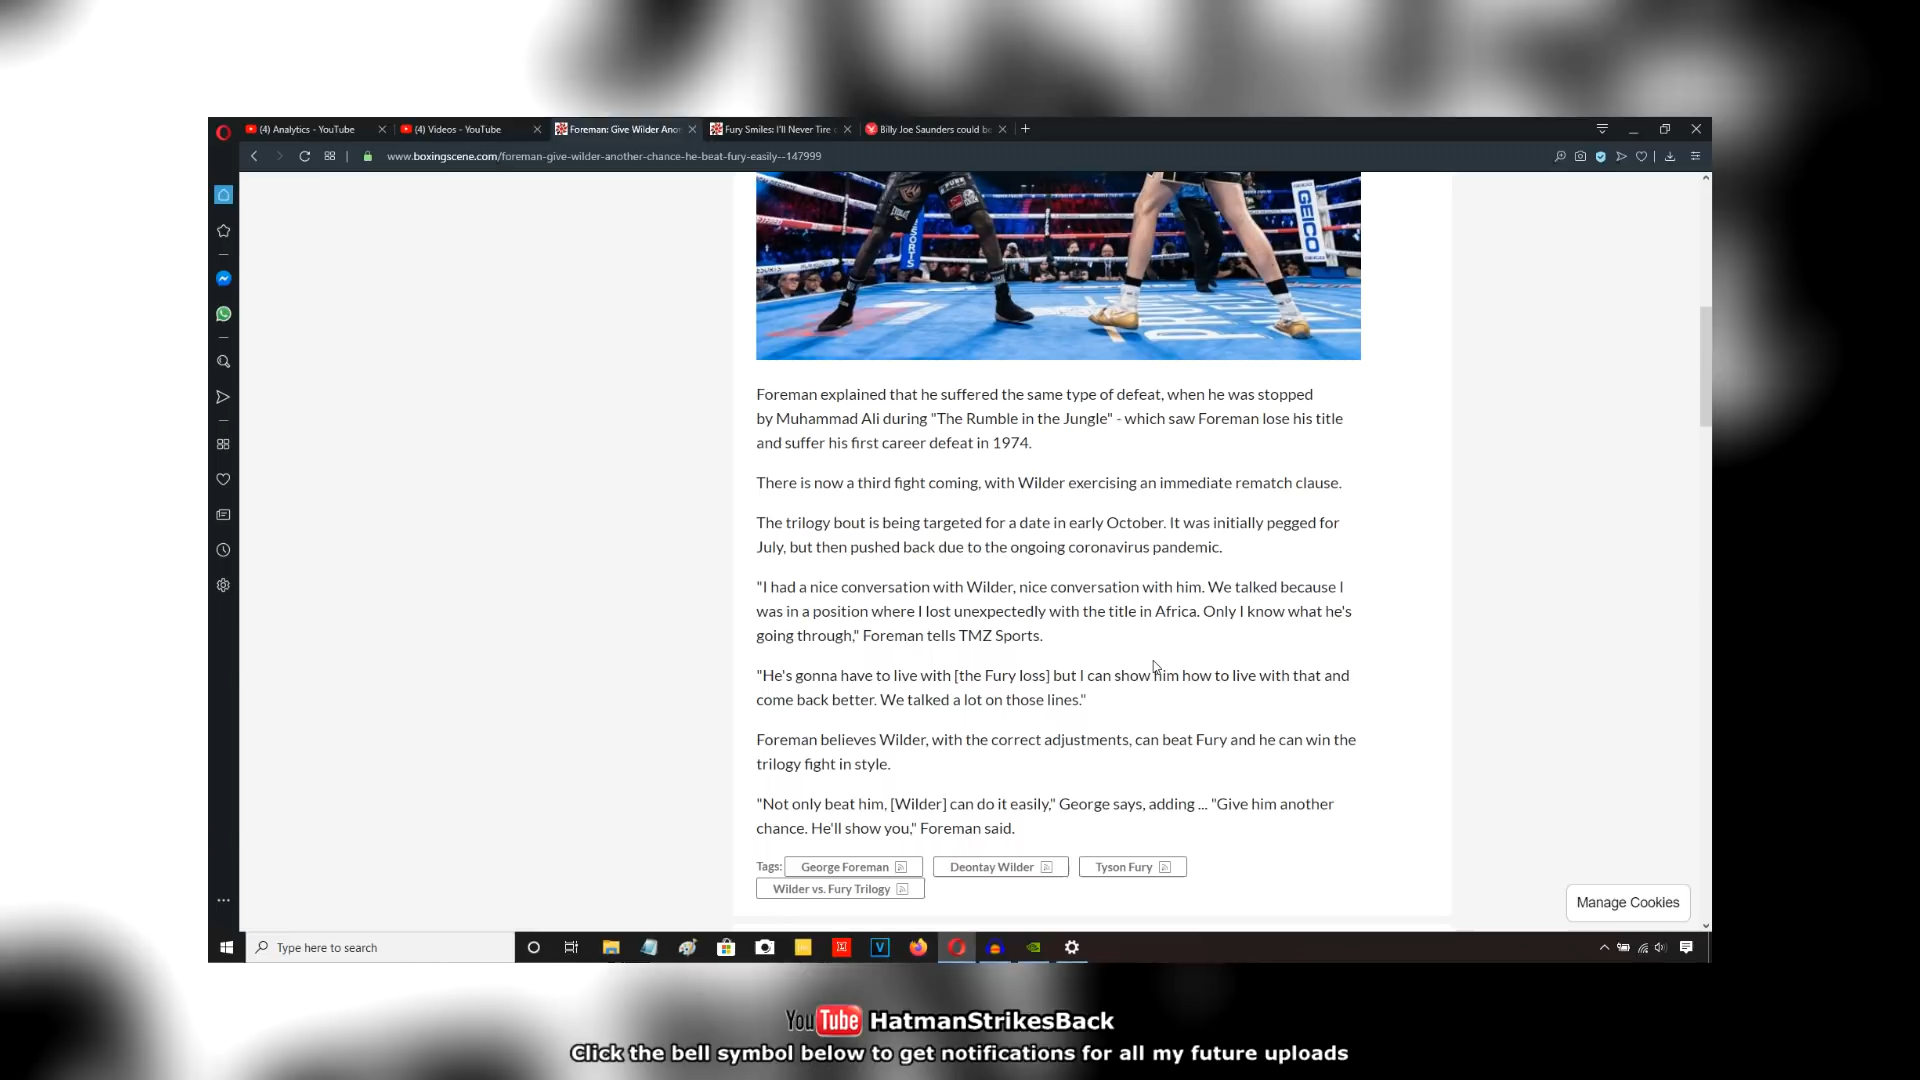 (4) Analytics - YouTube
(4) Videos - YouTube
Foreman: Give Wilder Ano
Fury Smiles: I'll Never Tire
Billy Joe Saunders could be
www.boxingscene.com/foreman-give-wilder-another-chance-he-beat-fury-easily--147999
GEICO
Foreman explained that he suffered the same type of defeat, when he was stopped
by Muhammad Ali during "The Rumble in the Jungle" - which saw Foreman lose his title
and suffer his first career defeat in 1974.
There is now a third fight coming, with Wilder exercising an immediate rematch clause.
The trilogy bout is being targeted for a date in early October. It was initially pegged for
July, but then pushed back due to the ongoing coronavirus pandemic.
"I had a nice conversation with Wilder, nice conversation with him. We talked because I
was in a position where I lost unexpectedly with the title in Africa. Only I know what he's
going through," Foreman tells TMZ Sports.
"He's gonna have to live with [the Fury loss] but I can show him how to live with that and
come back better. We talked a lot on those lines."
Foreman believes Wilder, with the correct adjustments, can beat Fury and he can win the
trilogy fight in style.
"Not only beat him, [Wilder] can do it easily," George says, adding ... "Give him another
chance. He'll show you," Foreman said.
Tags: George Foreman Deontay Wilder Tyson Fury
Wilder vs. Fury Trilogy
Manage Cookies
Type here to search
YouTube HatmanStrikesBack
Click the bell symbol below to get notifications for all my future uploads